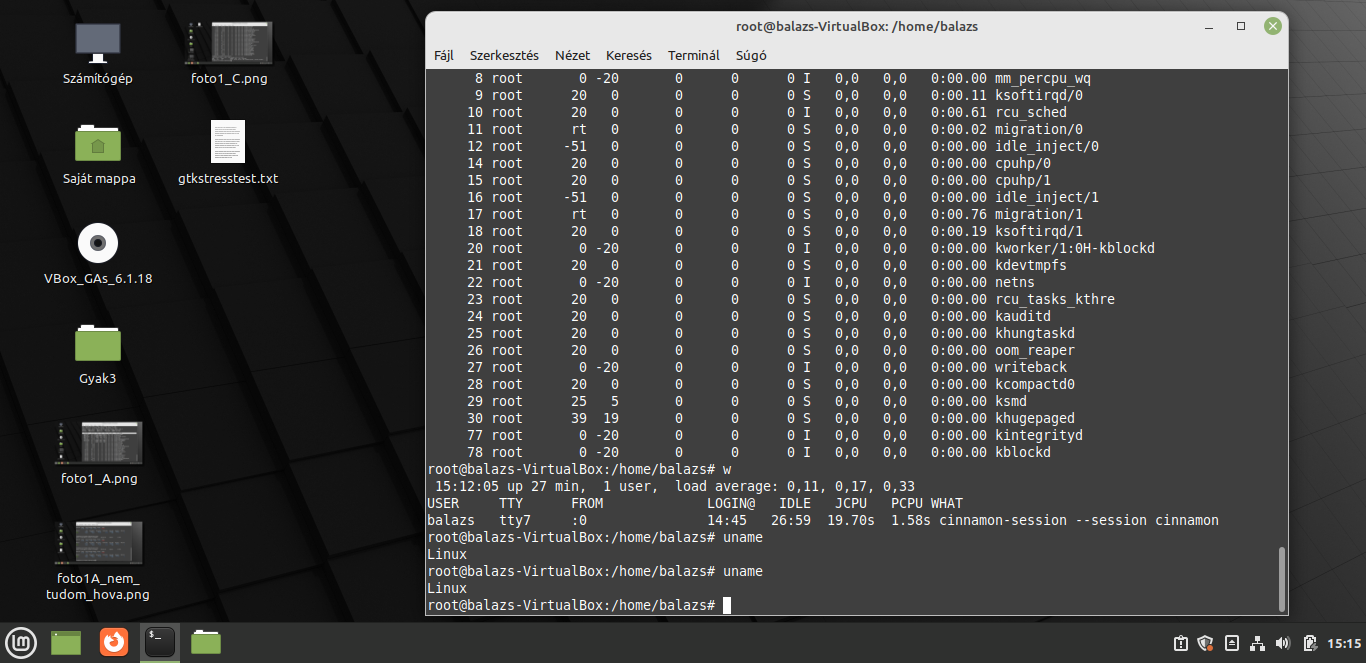 Számítógép
foto1_C.png
Saját mappa
gtkstresstest.txt
VBox_GAs_6.1.18
Gyak3
foto1_A.png
foto1A_nem_
tudom_hova.png
root@balazs-VirtualBox: /home/balazs
Fájl Szerkesztés Nézet Keresés Terminál Súgó
8 root 0 -20 0 0 0 I 0,0 0,0 0:00.00 mm_percpu_wq
9 root 20 0 0 0 0 S 0,0 0,0 0:00.11 ksoftirqd/0
10 root 20 0 0 0 0 I 0,0 0,0 0:00.61 rcu_sched
11 root rt 0 0 0 0 S 0,0 0,0 0:00.02 migration/0
12 root -51 0 0 0 0 S 0,0 0,0 0:00.00 idle_inject/0
14 root 20 0 0 0 0 S 0,0 0,0 0:00.00 cpuhp/0
15 root 20 0 0 0 0 S 0,0 0,0 0:00.00 cpuhp/1
16 root -51 0 0 0 0 S 0,0 0,0 0:00.00 idle_inject/1
17 root rt 0 0 0 0 S 0,0 0,0 0:00.76 migration/1
18 root 20 0 0 0 0 S 0,0 0,0 0:00.19 ksoftirqd/1
20 root 0 -20 0 0 0 I 0,0 0,0 0:00.00 kworker/1:0H-kblockd
21 root 20 0 0 0 0 S 0,0 0,0 0:00.00 kdevtmpfs
22 root 0 -20 0 0 0 I 0,0 0,0 0:00.00 netns
23 root 20 0 0 0 0 S 0,0 0,0 0:00.00 rcu_tasks_kthre
24 root 20 0 0 0 0 S 0,0 0,0 0:00.00 kauditd
25 root 20 0 0 0 0 S 0,0 0,0 0:00.00 khungtaskd
26 root 20 0 0 0 0 S 0,0 0,0 0:00.00 oom_reaper
27 root 0 -20 0 0 0 I 0,0 0,0 0:00.00 writeback
28 root 20 0 0 0 0 S 0,0 0,0 0:00.00 kcompactd0
29 root 25 5 0 0 0 S 0,0 0,0 0:00.00 ksmd
30 root 39 19 0 0 0 S 0,0 0,0 0:00.00 khugepaged
77 root 0 -20 0 0 0 I 0,0 0,0 0:00.00 kintegrityd
78 root 0 -20 0 0 0 I 0,0 0,0 0:00.00 kblockd
root@balazs-VirtualBox:/home/balazs# w
15:12:05 up 27 min, 1 user, load average: 0,11, 0,17, 0,33
USER TTY FROM LOGIN@ IDLE JCPU PCPU WHAT
balazs tty7 :0 14:45 26:59 19.70s 1.58s cinnamon-session --session cinnamon
root@balazs-VirtualBox:/home/balazs# uname
Linux
root@balazs-VirtualBox:/home/balazs# uname
Linux
root@balazs-VirtualBox:/home/balazs#
$_
15:15